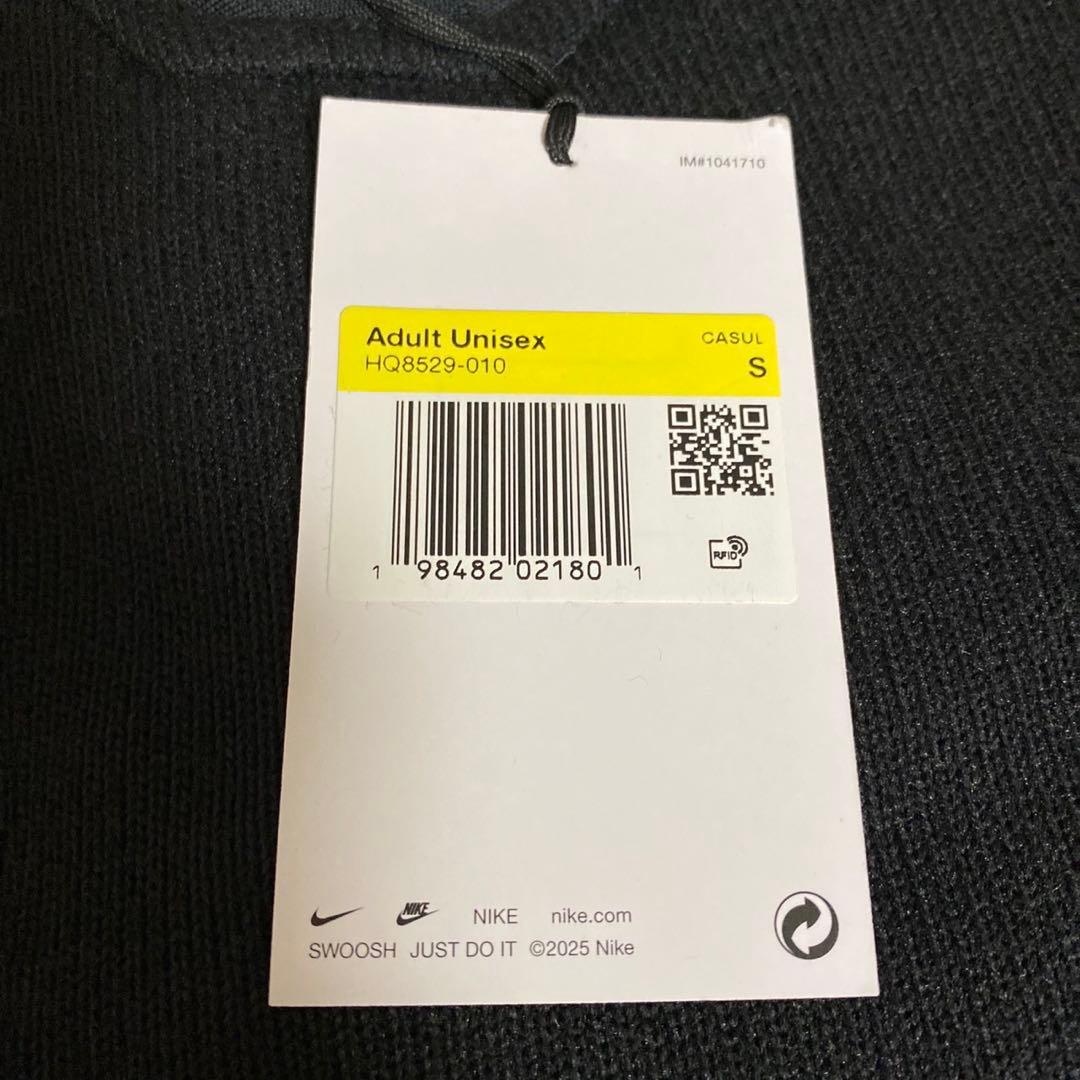 IM#1041710
Adult Unisex CASUL
HQ8529-010 S
RFID
1 98482 02180 1
NIKE NIKE nike.com
SWOOSH JUST DO IT ©2025 Nike